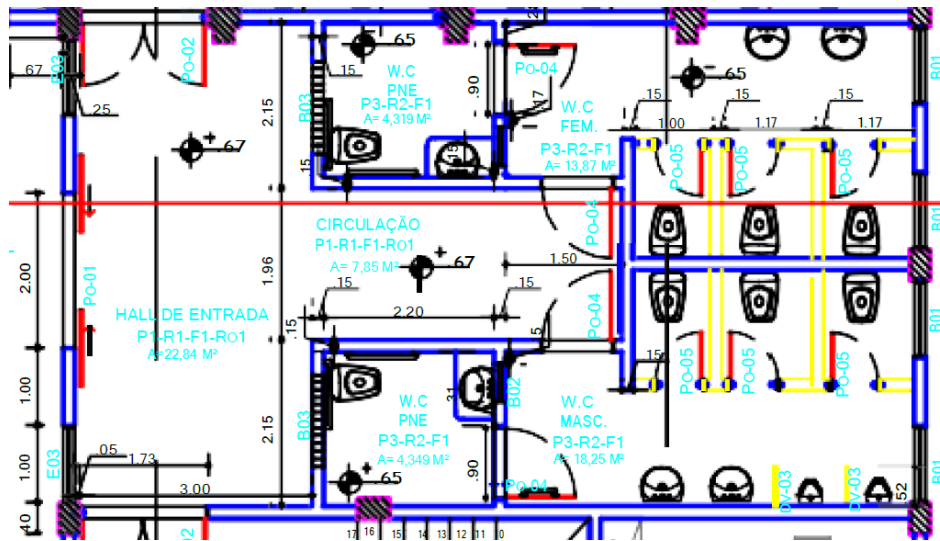 PO-02
E03
B03
67
.25
2.15
.15
65
W.C
PNE
P3-R2-F1
A= 4,319 M²
.90
PO-04
.17
W.C
FEM.
P3-R2-F1
A= 13,87 M²
65
B01
.15
.15
.15
1.00
1.17
1.17
PO-05
PO-05
PO-05
67
.15
.15
CIRCULAÇÃO
P1-R1-F1-RO1
A= 7,85 M²
67
PO-04
1.50
B01
2.00
PO-01
1.96
HALL DE ENTRADA
P1-R1-F1-RO1
A=22,84 M²
.15
.15
2.20
.15
PO-04
B01
.15
PO-05
PO-05
PO-05
1.00
2.15
B03
W.C
PNE
P3-R2-F1
A= 4,349 M²
.31
B02
W.C
MASC.
P3-R2-F1
A= 18,25 M²
1.00
E03
.05
1.73
3.00
65
.90
PO-04
DV-03
DV-03
.52
B01
.40
17
16
15
14
13
12
11